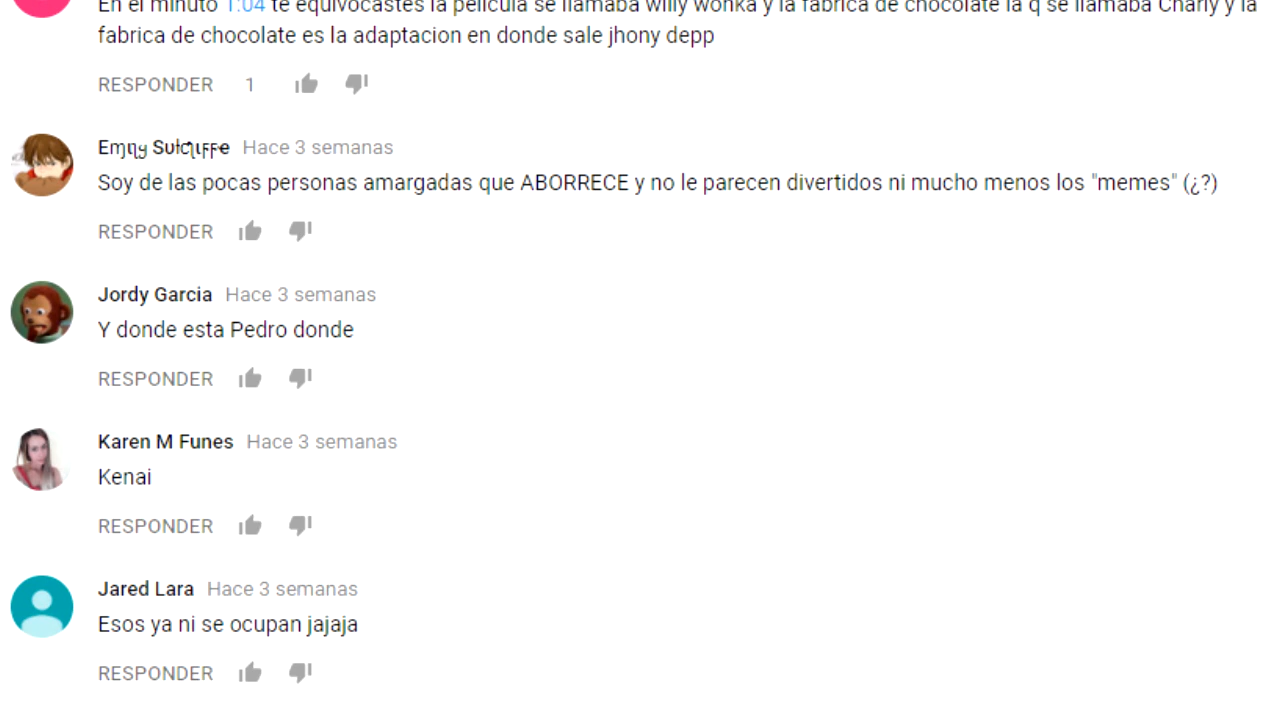 En el minuto 1:04 te equivocastes la pelicula se llamaba willy wonka y la fabrica de chocolate la q se llamaba Charly y la
fabrica de chocolate es la adaptacion en donde sale jhony depp
RESPONDER 1
Emily Sutcliffe Hace 3 semanas
Soy de las pocas personas amargadas que ABORRECE y no le parecen divertidos ni mucho menos los "memes" (¿?)
RESPONDER
Jordy Garcia Hace 3 semanas
Y donde esta Pedro donde
RESPONDER
Karen M Funes Hace 3 semanas
Kenai
RESPONDER
Jared Lara Hace 3 semanas
Esos ya ni se ocupan jajaja
RESPONDER